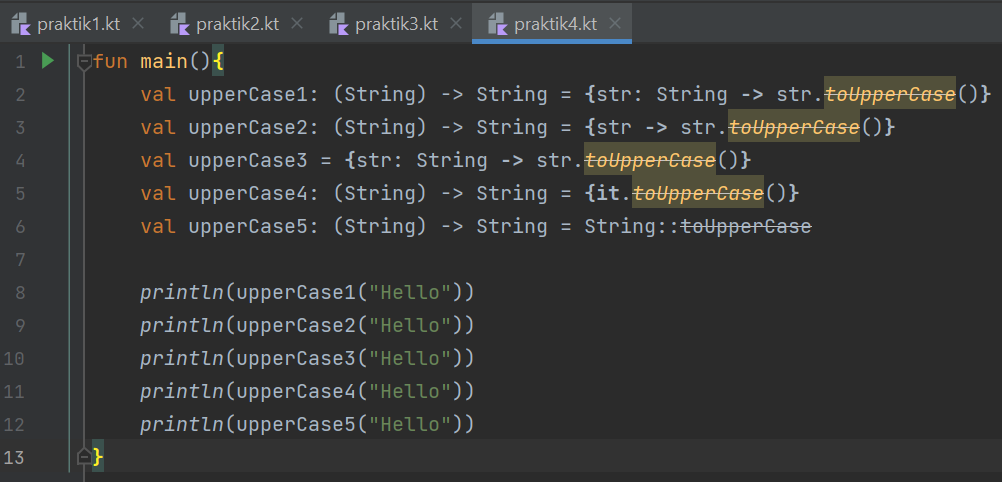 praktik1.kt praktik2.kt praktik3.kt praktik4.kt
1 fun main(){
2 val upperCase1: (String) -> String = {str: String -> str.toUpperCase()}
3 val upperCase2: (String) -> String = {str -> str.toUpperCase()}
4 val upperCase3 = {str: String -> str.toUpperCase()}
5 val upperCase4: (String) -> String = {it.toUpperCase()}
6 val upperCase5: (String) -> String = String::toUpperCase
7
8 println(upperCase1("Hello"))
9 println(upperCase2("Hello"))
10 println(upperCase3("Hello"))
11 println(upperCase4("Hello"))
12 println(upperCase5("Hello"))
13 }